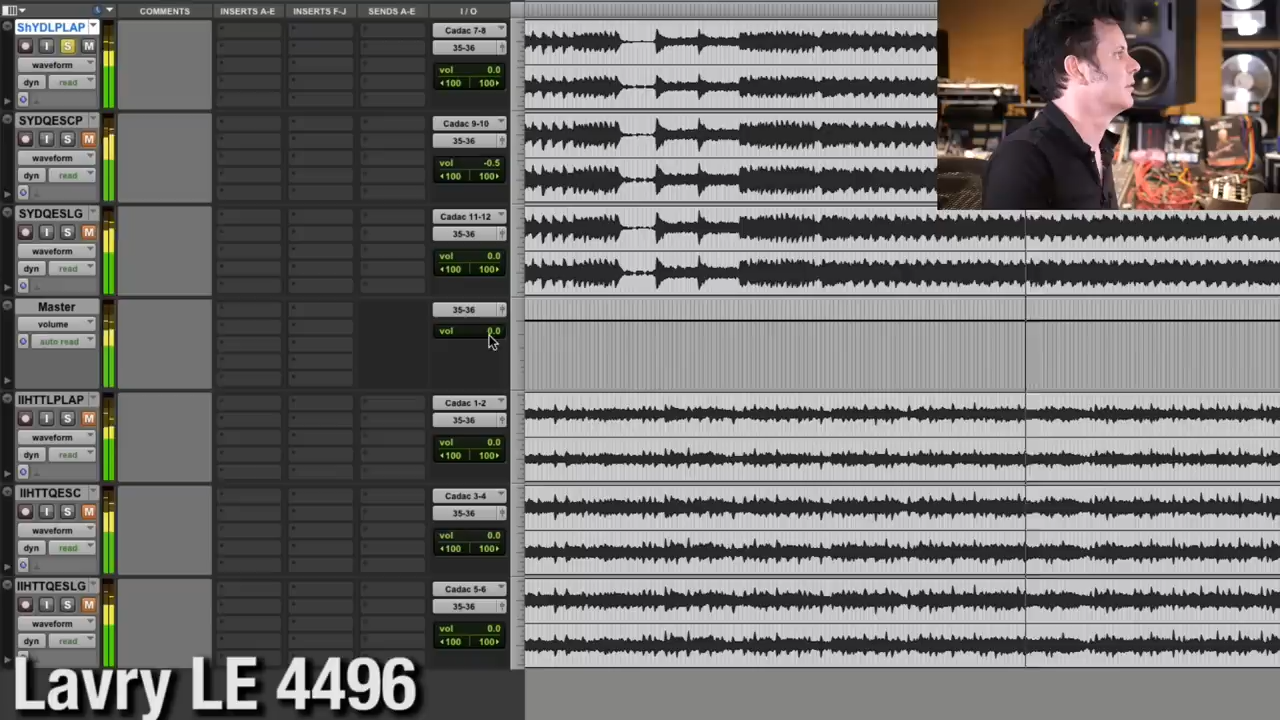 COMMENTS INSERTS A-E INSERTS F-J SENDS A-E I / O
ShYDLPLAP
Cadac 7-8
I S M
35-36
waveform
vol 0.0
dyn read
100 100
SYDQESCP
Cadac 9-10
I S M
35-36
waveform
vol -0.5
dyn read
100 100
SYDQESLG
Cadac 11-12
I S M
35-36
waveform
vol 0.0
dyn read
100 100
Master
35-36
volume
vol 0.0
auto read
IIHTTLPLAP
Cadac 1-2
I S M
35-36
waveform
vol 0.0
dyn read
100 100
IIHTTQESC
Cadac 3-4
I S M
35-36
waveform
vol 0.0
dyn read
100 100
IIHTTQESLG
Cadac 5-6
I S M
35-36
waveform
vol 0.0
dyn read
100 100
Lavry LE 4496